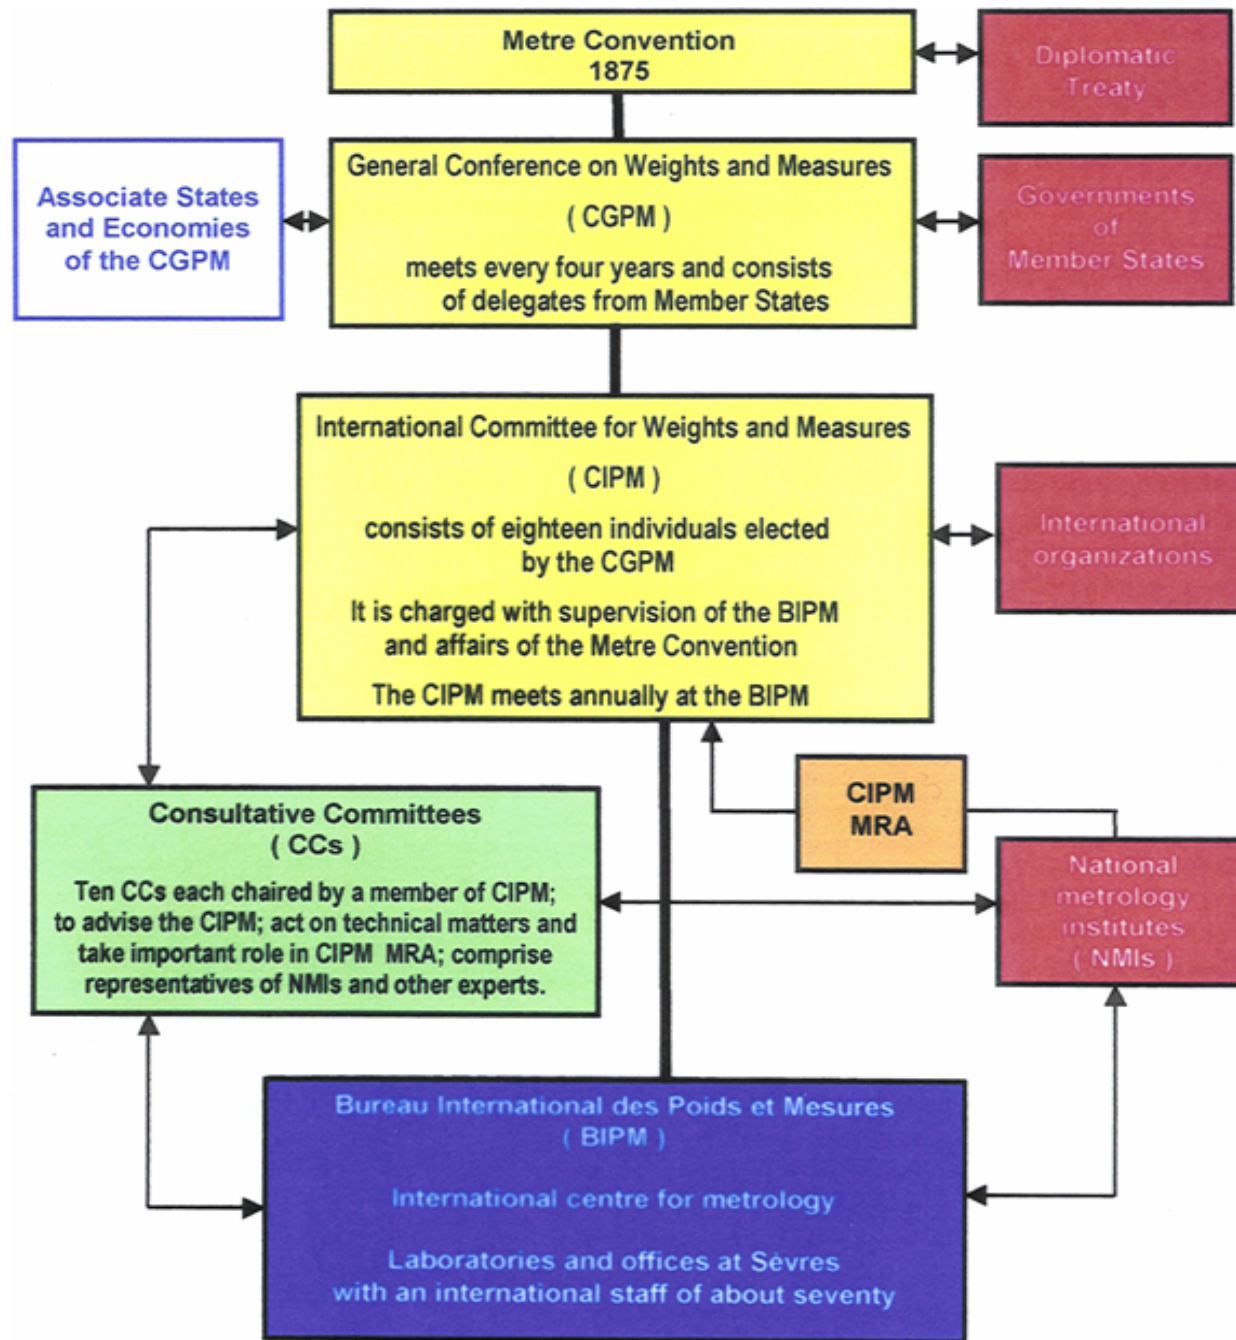 Metre Convention
1875
Diplomatic
Treaty
Associate States
and Economies
of the CGPM
General Conference on Weights and Measures
( CGPM )
meets every four years and consists
of delegates from Member States
Governments
of
Member States
International Committee for Weights and Measures
( CIPM )
consists of eighteen individuals elected
by the CGPM
It is charged with supervision of the BIPM
and affairs of the Metre Convention
The CIPM meets annually at the BIPM
International
organizations
CIPM
MRA
Consultative Committees
( CCs )
Ten CCs each chaired by a member of CIPM;
to advise the CIPM; act on technical matters and
take important role in CIPM MRA; comprise
representatives of NMIs and other experts.
National
metrology
institutes
( NMIs )
Bureau International des Poids et Mesures
( BIPM )
International centre for metrology
Laboratories and offices at Sèvres
with an international staff of about seventy